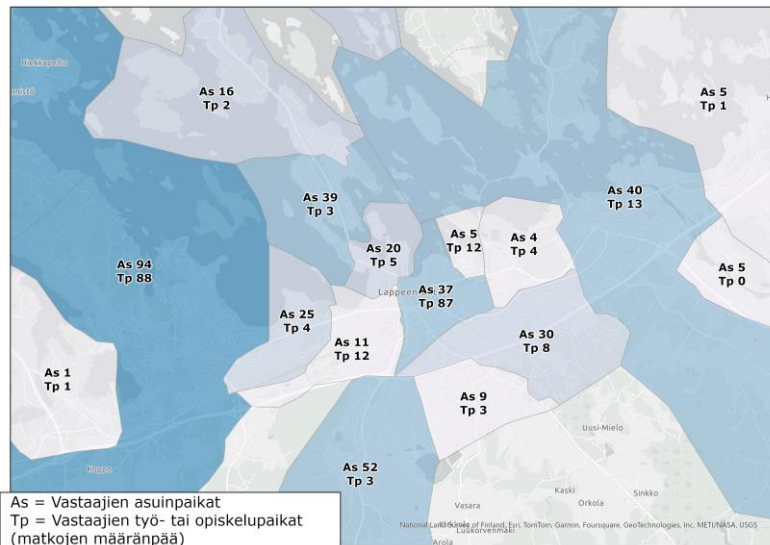 Riekkapelto
As 16
Tp 2
As 5
Tp 1
As 39
Tp 3
As 40
Tp 13
As 20
Tp 5
As 5
Tp 12
As 4
Tp 4
As 94
Tp 88
As 5
Tp 0
As 37
Tp 87
As 25
Tp 4
As 11
Tp 12
As 30
Tp 8
As 1
Tp 1
As 9
Tp 3
Uusi-Mielo
As 52
Tp 3
Kaski
Sinkko
Orkola
Vasara
Luukorvenmäki
Arola
As = Vastaajien asuinpaikat
Tp = Vastaajien työ- tai opiskelupaikat
(matkojen määränpää)
National Land Survey of Finland, Esri, TomTom, Garmin, Foursquare, GeoTechnologies, Inc, METI/NASA, USGS